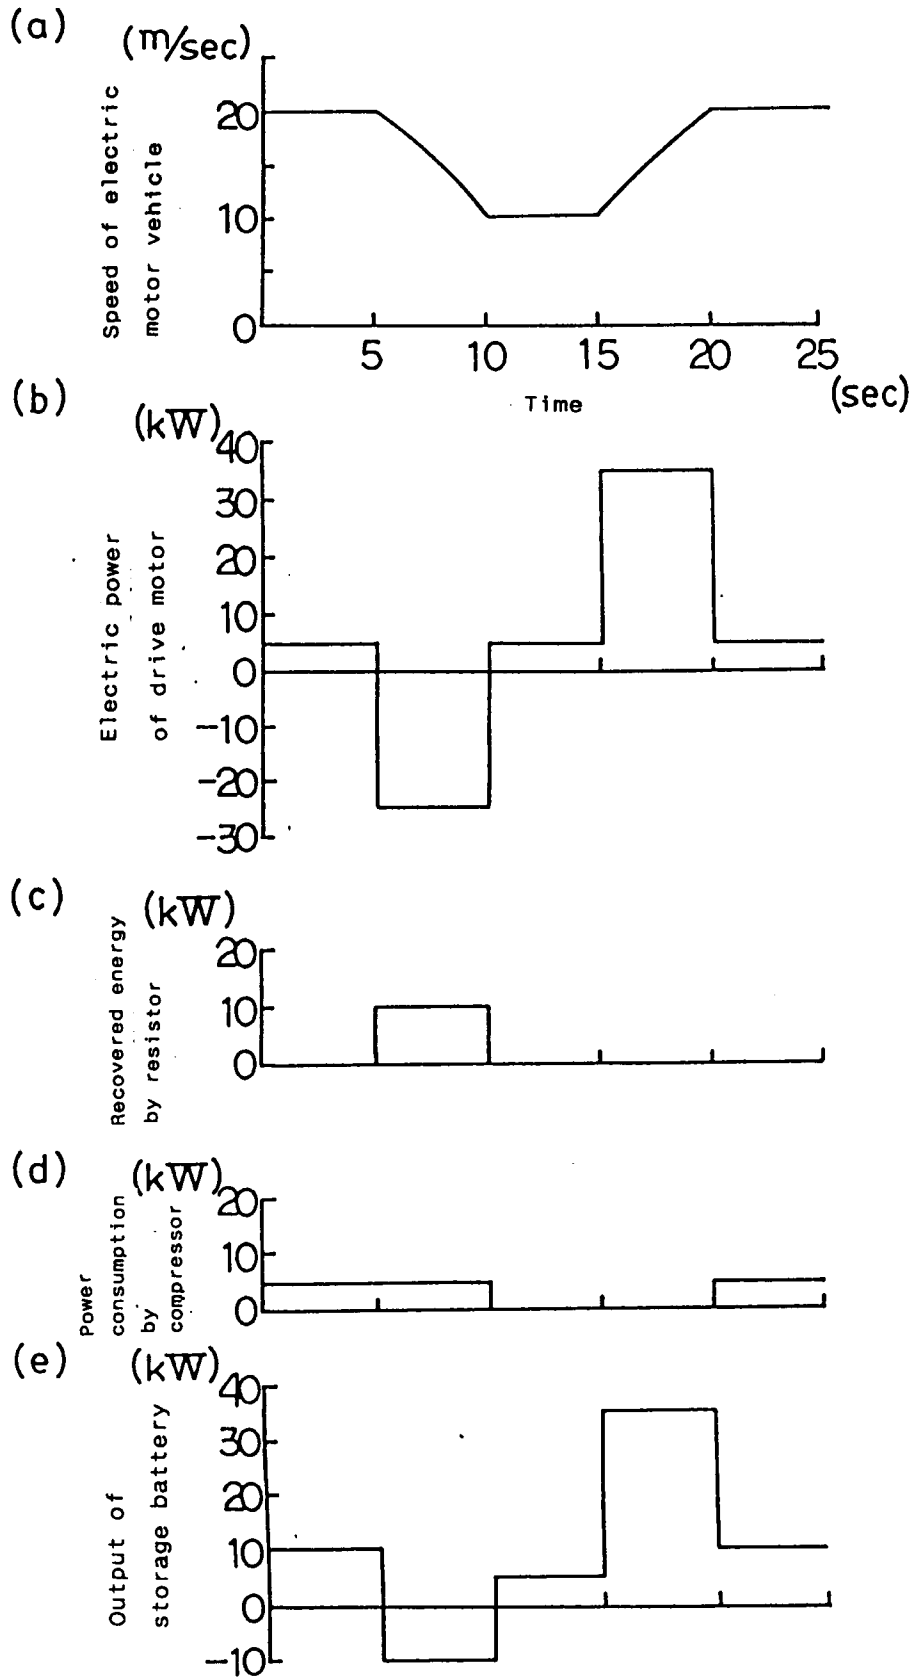 (a)
(m/sec)
Speed of electric
motor vehicle
20
10
0
5 10 15 20 25
Time
(sec)
(b)
(kW)
Electric power
of drive motor
40
30
20
10
0
-10
-20
-30
(c)
(kW)
Recovered energy
by resistor
20
10
0
(d)
(kW)
Power
consumption
by
compressor
20
10
0
(e)
(kW)
Output of
storage battery
40
30
20
10
0
-10